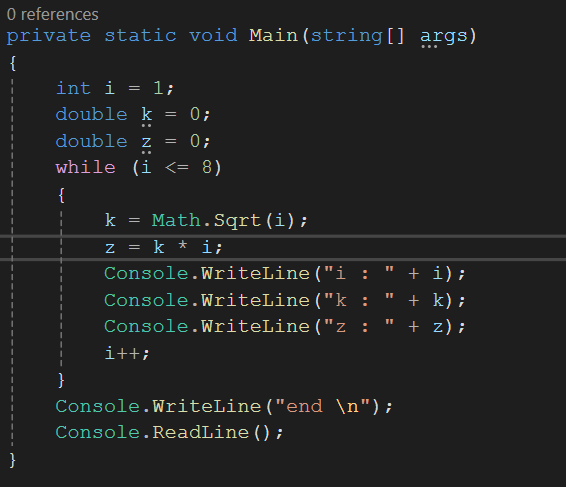 0 references
private static void Main(string[] args)
{
int i = 1;
double k = 0;
double z = 0;
while (i <= 8)
{
k = Math.Sqrt(i);
z = k * i;
Console.WriteLine("i : " + i);
Console.WriteLine("k : " + k);
Console.WriteLine("z : " + z);
i++;
}
Console.WriteLine("end \n");
Console.ReadLine();
}